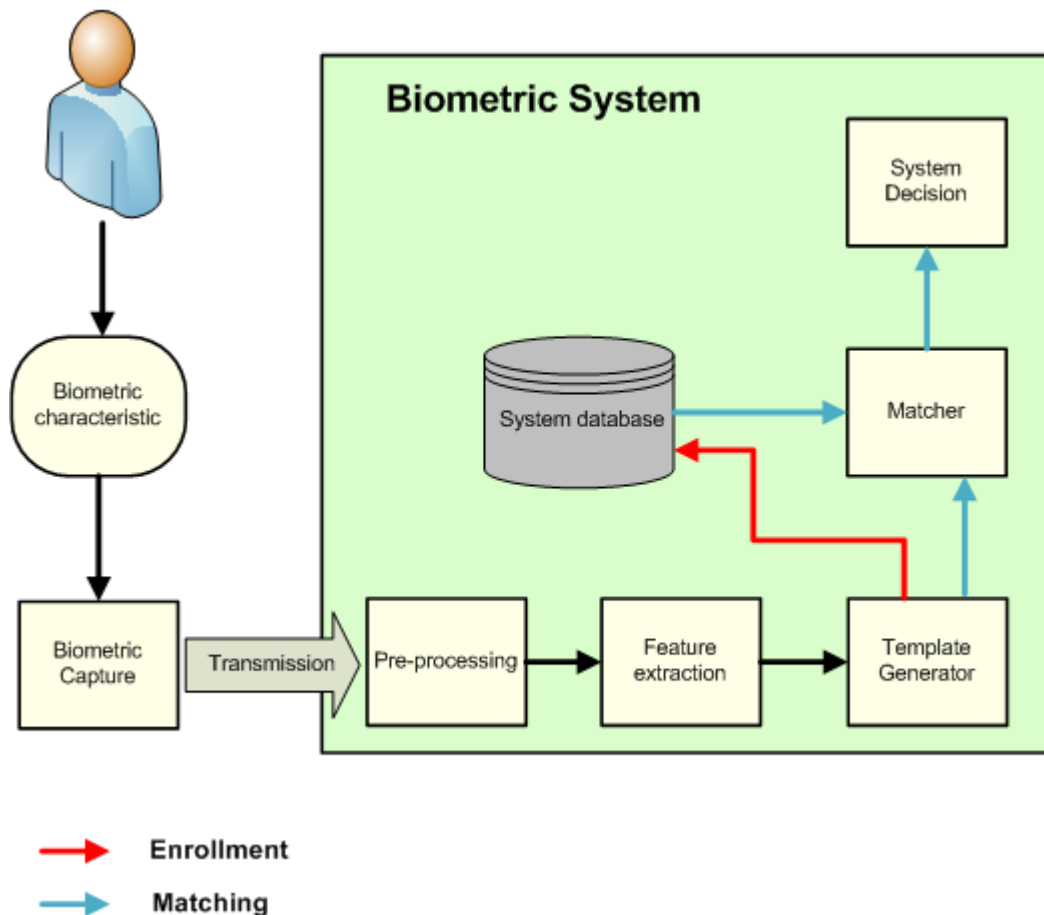 Biometric System
System
Decision
Biometric
characteristic
System database
Matcher
Biometric
Capture
Transmission
Pre-processing
Feature
extraction
Template
Generator
Enrollment
Matching